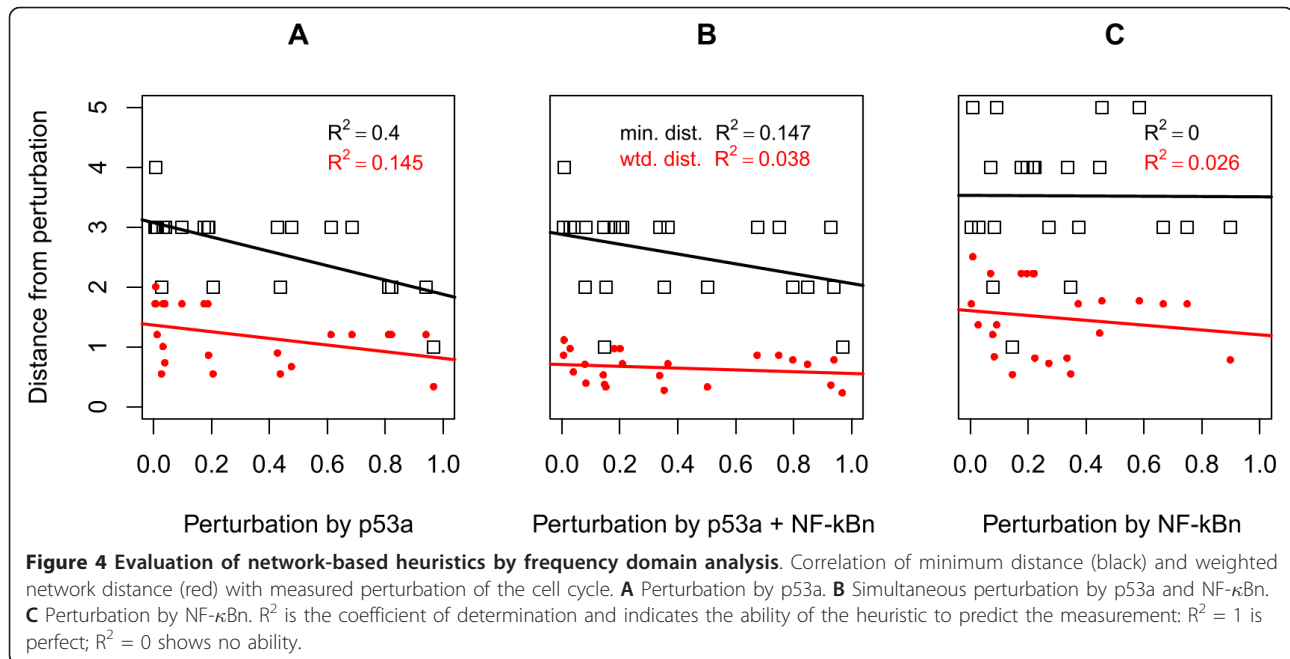 A
B
C
Distance from perturbation
5
4
3
2
1
0
R² = 0.4
R² = 0.145
min. dist. R² = 0.147
wtd. dist. R² = 0.038
R² = 0
R² = 0.026
0.0 0.2 0.4 0.6 0.8 1.0
0.0 0.2 0.4 0.6 0.8 1.0
0.0 0.2 0.4 0.6 0.8 1.0
Perturbation by p53a
Perturbation by p53a + NF-kBn
Perturbation by NF-kBn
Figure 4 Evaluation of network-based heuristics by frequency domain analysis. Correlation of minimum distance (black) and weighted
network distance (red) with measured perturbation of the cell cycle. A Perturbation by p53a. B Simultaneous perturbation by p53a and NF-κBn.
C Perturbation by NF-κBn. R² is the coefficient of determination and indicates the ability of the heuristic to predict the measurement: R² = 1 is
perfect; R² = 0 shows no ability.